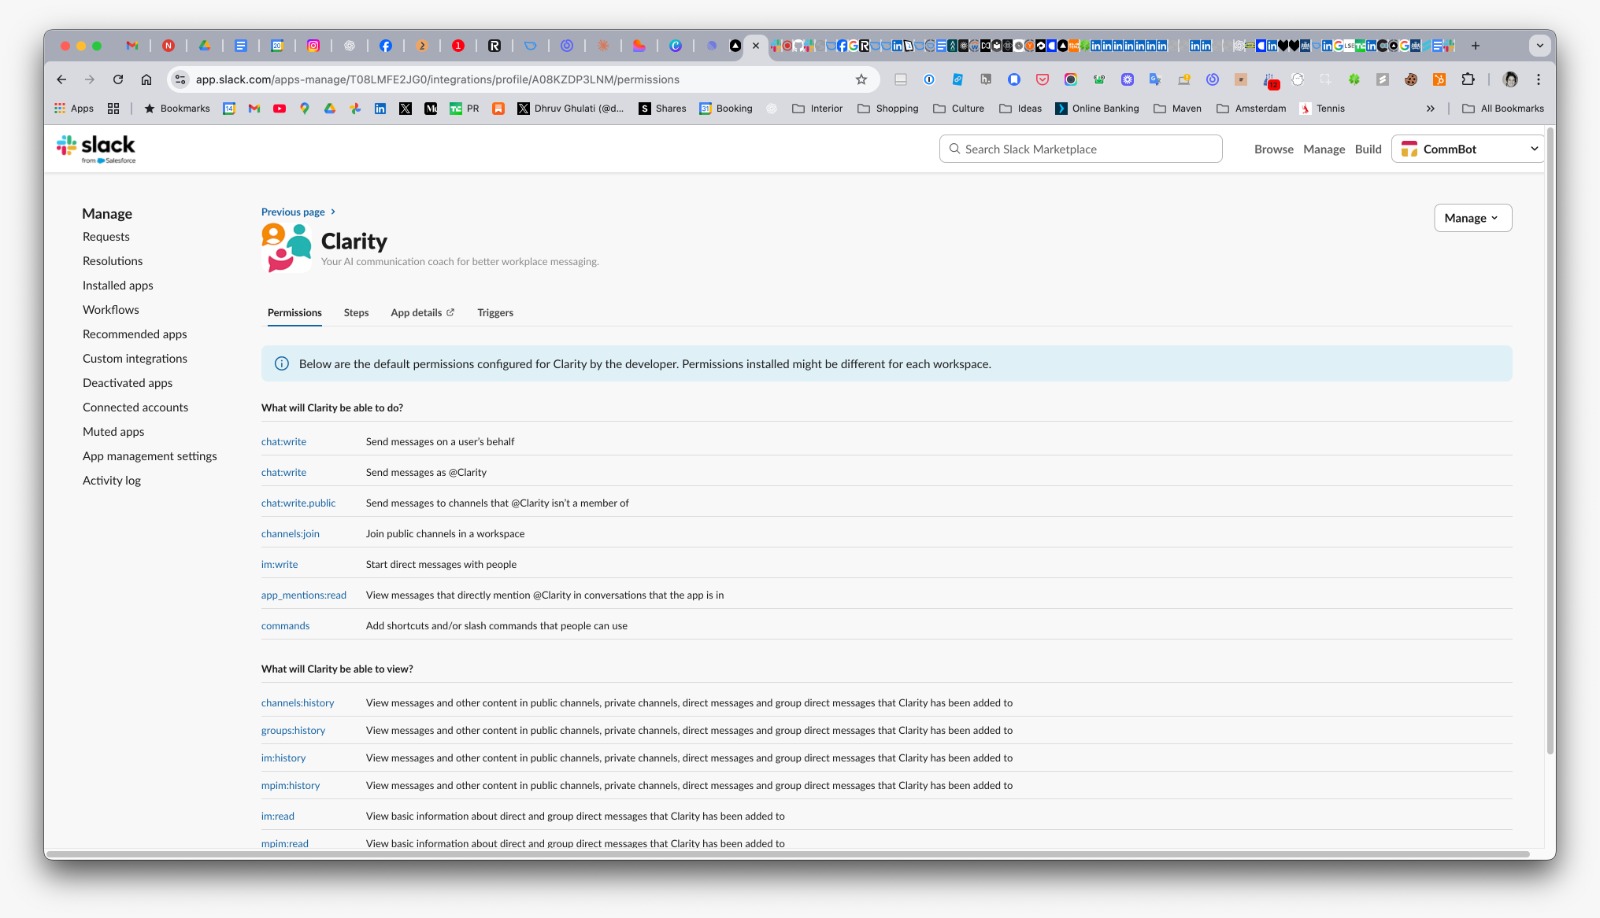 app.slack.com/apps-manage/T08LMFE2JG0/integrations/profile/A08KZDP3LNM/permissions
Apps
Bookmarks
PR
Dhruv Ghulati (@d...
Shares
Booking
Interior
Shopping
Culture
Ideas
Online Banking
Maven
Amsterdam
Tennis
All Bookmarks
slack
from Salesforce
Search Slack Marketplace
Browse
Manage
Build
CommBot
Manage
Requests
Resolutions
Installed apps
Workflows
Recommended apps
Custom integrations
Deactivated apps
Connected accounts
Muted apps
App management settings
Activity log
Previous page
Manage
Clarity
Your AI communication coach for better workplace messaging.
Permissions
Steps
App details
Triggers
Below are the default permissions configured for Clarity by the developer. Permissions installed might be different for each workspace.
What will Clarity be able to do?
chat:write Send messages on a user's behalf
chat:write Send messages as @Clarity
chat:write.public Send messages to channels that @Clarity isn't a member of
channels:join Join public channels in a workspace
im:write Start direct messages with people
app_mentions:read View messages that directly mention @Clarity in conversations that the app is in
commands Add shortcuts and/or slash commands that people can use
What will Clarity be able to view?
channels:history View messages and other content in public channels, private channels, direct messages and group direct messages that Clarity has been added to
groups:history View messages and other content in public channels, private channels, direct messages and group direct messages that Clarity has been added to
im:history View messages and other content in public channels, private channels, direct messages and group direct messages that Clarity has been added to
mpim:history View messages and other content in public channels, private channels, direct messages and group direct messages that Clarity has been added to
im:read View basic information about direct and group direct messages that Clarity has been added to
mpim:read View basic information about direct and group direct messages that Clarity has been added to